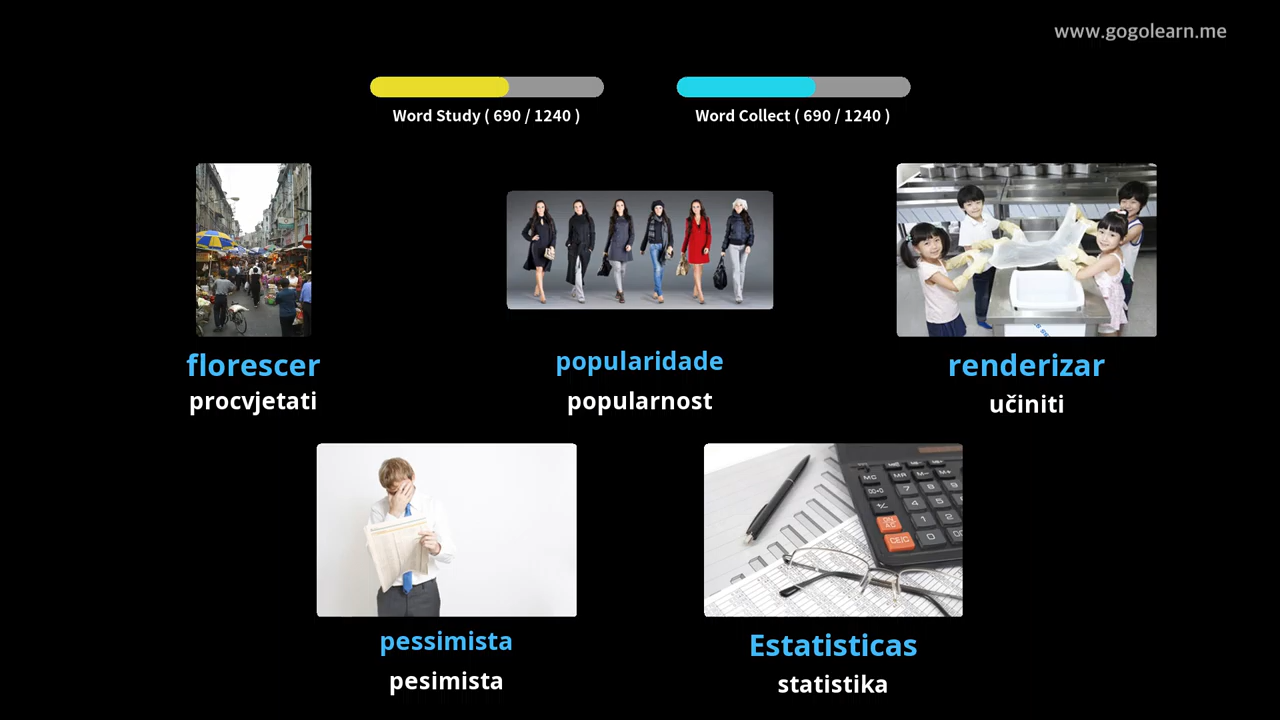 www.gogolearn.me
Word Study ( 690 / 1240 )
Word Collect ( 690 / 1240 )
florescer
procvjetati
popularidade
popularnost
renderizar
učiniti
pessimista
pesimista
Estatisticas
statistika